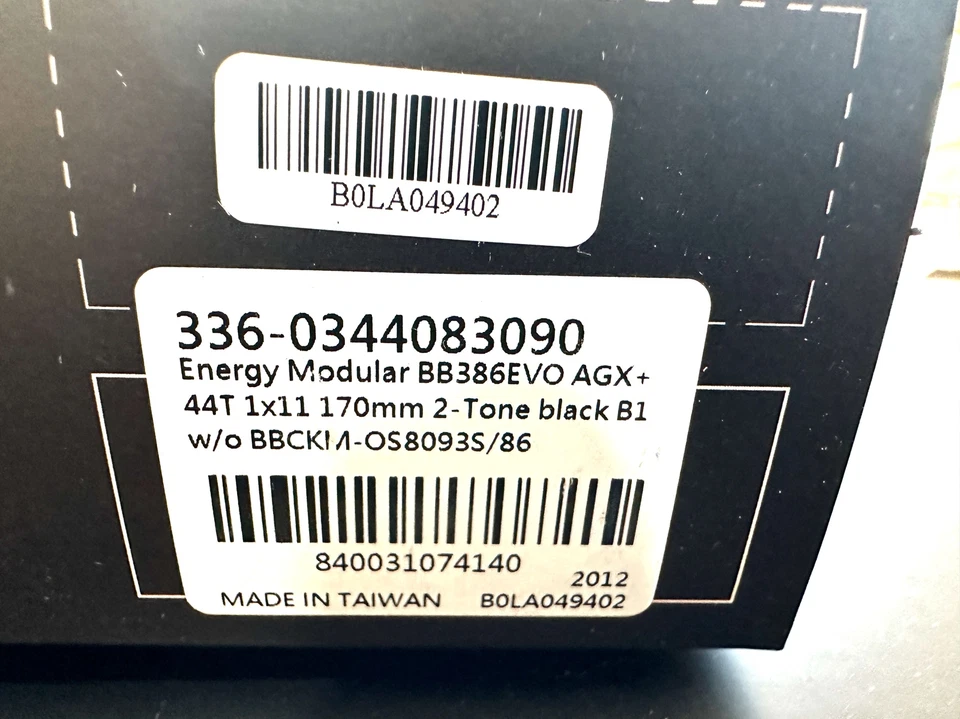 B0LA049402
336-0344083090
Energy Modular BB386EVO AGX+
44T 1x11 170mm 2-Tone black B1
w/o BBCKM-OS8093S/86
840031074140
2012
MADE IN TAIWAN B0LA049402